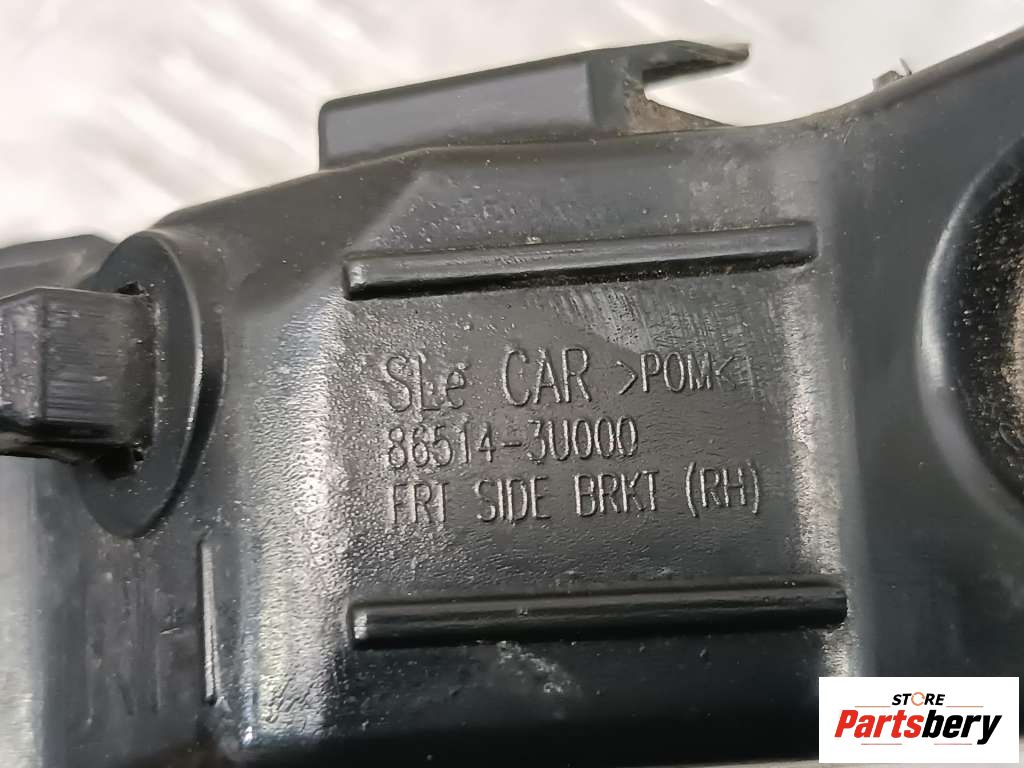 SLe CAR >POM<
86514-3U000
FRT SIDE BRKT (RH)
STORE
Partsbery